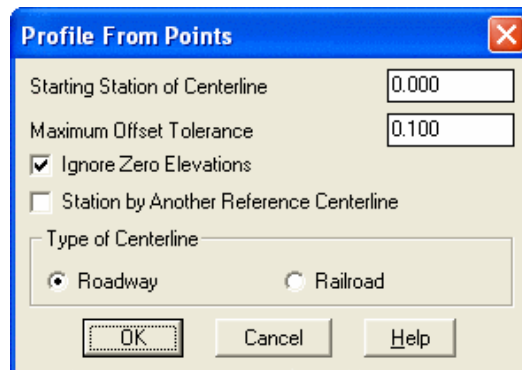 Profile From Points
Starting Station of Centerline 0.000
Maximum Offset Tolerance 0.100
Ignore Zero Elevations
Station by Another Reference Centerline
Type of Centerline
Roadway Railroad
OK Cancel Help